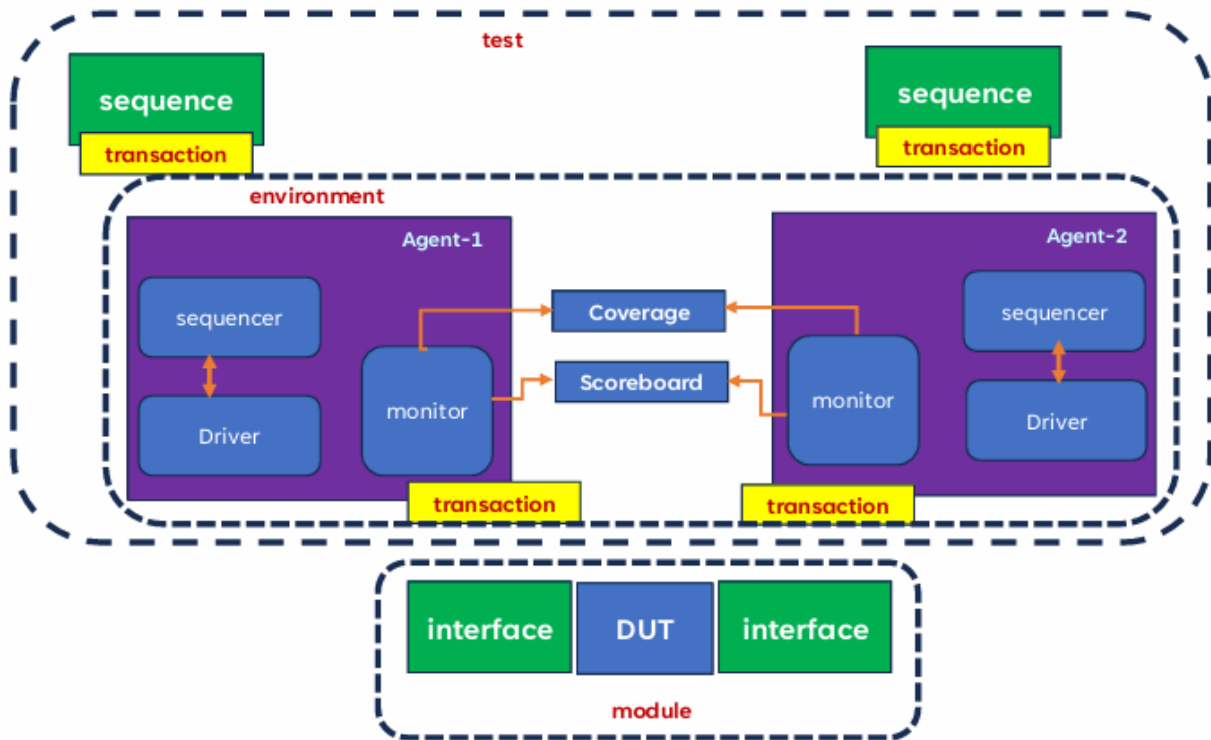 test
sequence
transaction
sequence
transaction
environment
Agent-1
sequencer
Driver
monitor
Coverage
Scoreboard
Agent-2
monitor
sequencer
Driver
transaction
transaction
interface
DUT
interface
module